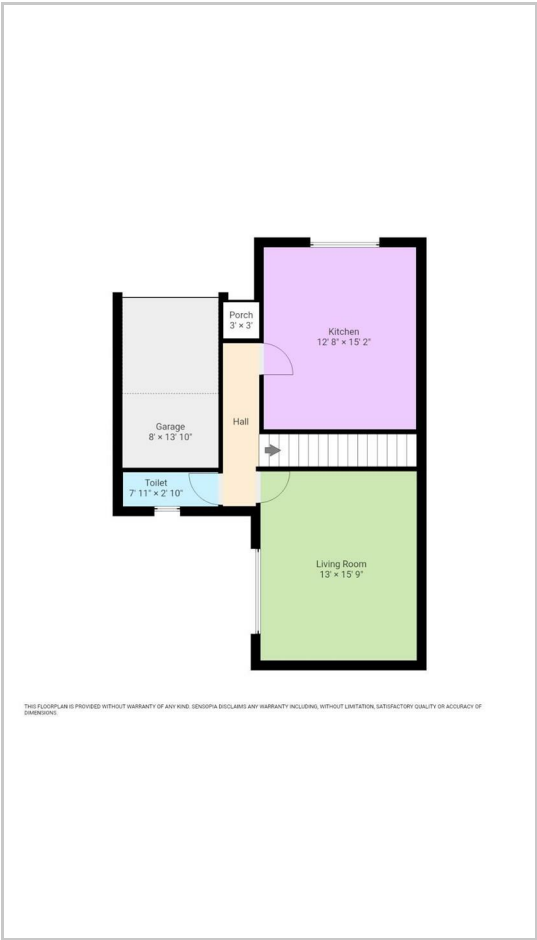 Porch
3' × 3'
Kitchen
12' 8" × 15' 2"
Hall
Garage
8' × 13' 10"
Toilet
7' 11" × 2' 10"
Living Room
13' × 15' 9"
THIS FLOORPLAN IS PROVIDED WITHOUT WARRANTY OF ANY KIND. SENSOPIA DISCLAIMS ANY WARRANTY INCLUDING, WITHOUT LIMITATION, SATISFACTORY QUALITY OR ACCURACY OF
DIMENSIONS.